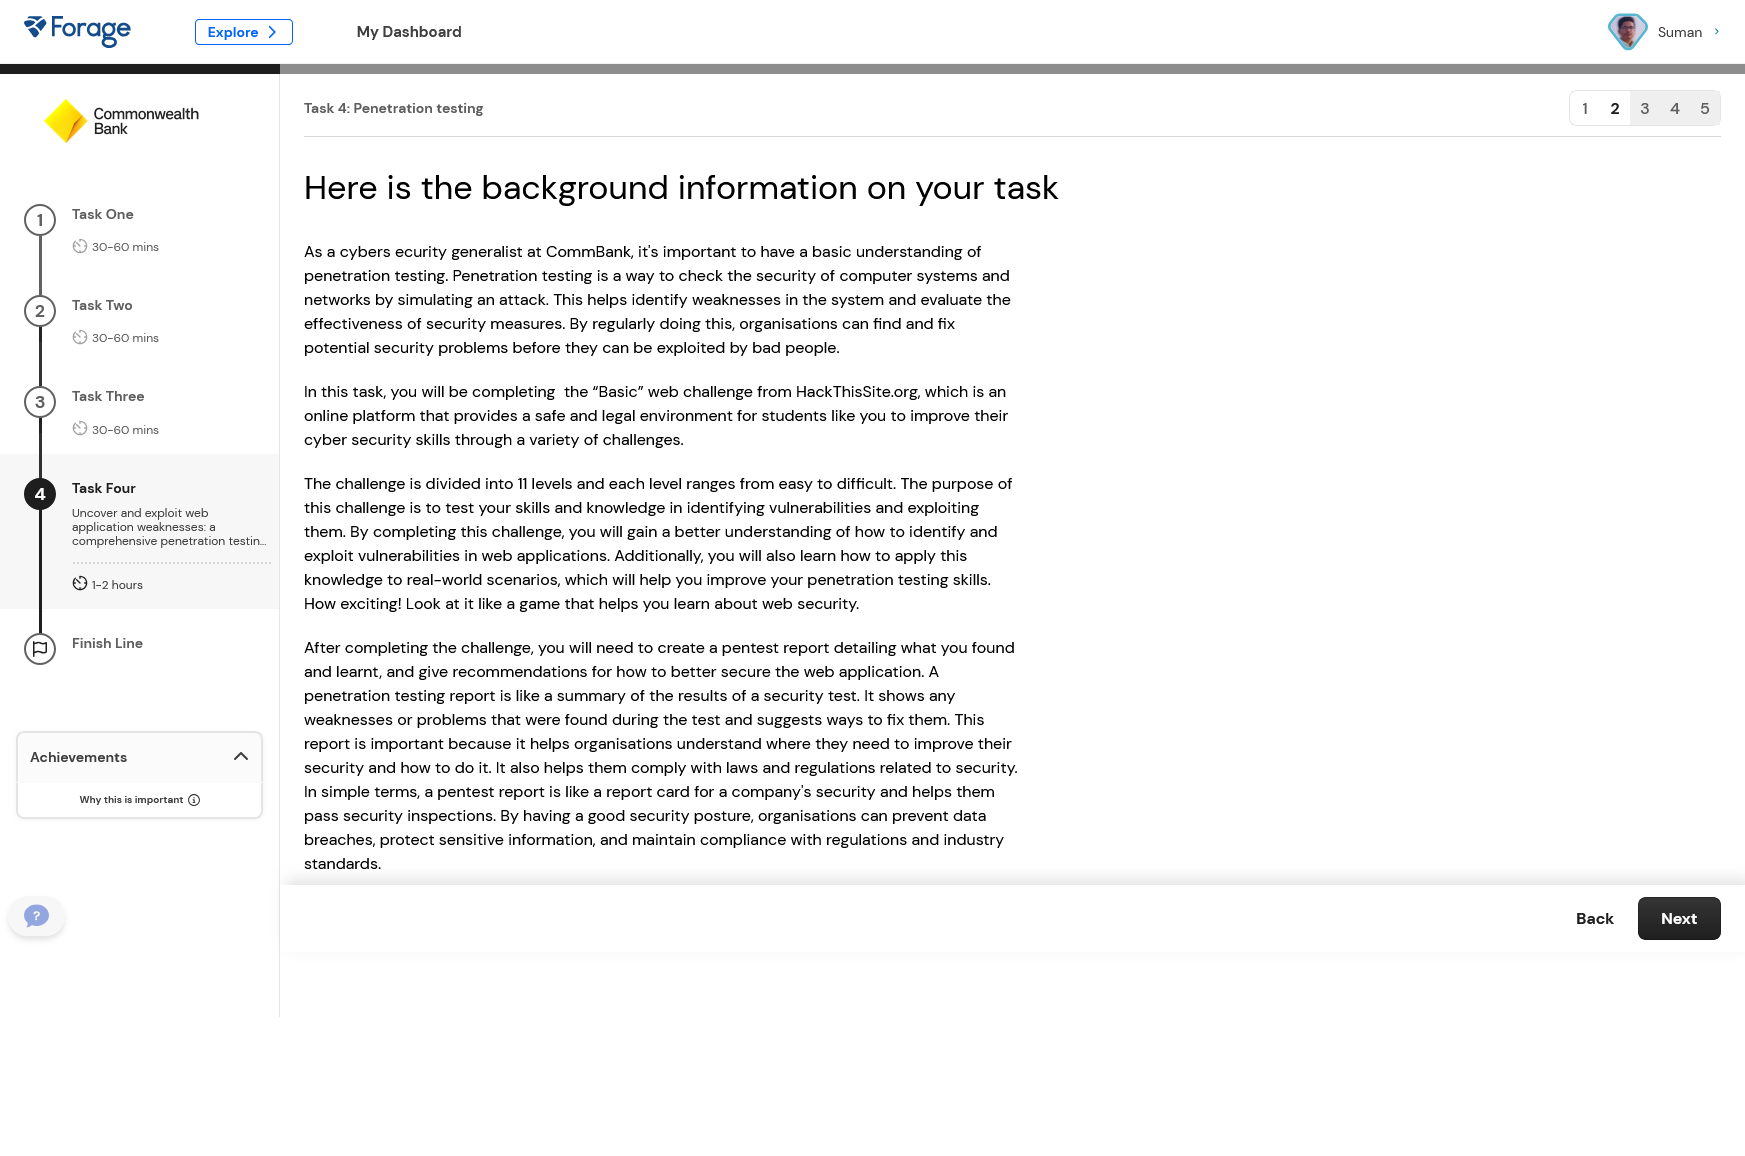 Forage
Explore
My Dashboard
Suman
Commonwealth
Bank
1
Task One
30-60 mins
2
Task Two
30-60 mins
3
Task Three
30-60 mins
4
Task Four
Uncover and exploit web
application weaknesses: a
comprehensive penetration testin...
1-2 hours
Finish Line
Achievements
Why this is important
?
Task 4: Penetration testing
1 2 3 4 5
Here is the background information on your task
As a cybers ecurity generalist at CommBank, it's important to have a basic understanding of
penetration testing. Penetration testing is a way to check the security of computer systems and
networks by simulating an attack. This helps identify weaknesses in the system and evaluate the
effectiveness of security measures. By regularly doing this, organisations can find and fix
potential security problems before they can be exploited by bad people.
In this task, you will be completing  the “Basic” web challenge from HackThisSite.org, which is an
online platform that provides a safe and legal environment for students like you to improve their
cyber security skills through a variety of challenges.
The challenge is divided into 11 levels and each level ranges from easy to difficult. The purpose of
this challenge is to test your skills and knowledge in identifying vulnerabilities and exploiting
them. By completing this challenge, you will gain a better understanding of how to identify and
exploit vulnerabilities in web applications. Additionally, you will also learn how to apply this
knowledge to real-world scenarios, which will help you improve your penetration testing skills.
How exciting! Look at it like a game that helps you learn about web security.
After completing the challenge, you will need to create a pentest report detailing what you found
and learnt, and give recommendations for how to better secure the web application. A
penetration testing report is like a summary of the results of a security test. It shows any
weaknesses or problems that were found during the test and suggests ways to fix them. This
report is important because it helps organisations understand where they need to improve their
security and how to do it. It also helps them comply with laws and regulations related to security.
In simple terms, a pentest report is like a report card for a company's security and helps them
pass security inspections. By having a good security posture, organisations can prevent data
breaches, protect sensitive information, and maintain compliance with regulations and industry
standards.
Back
Next